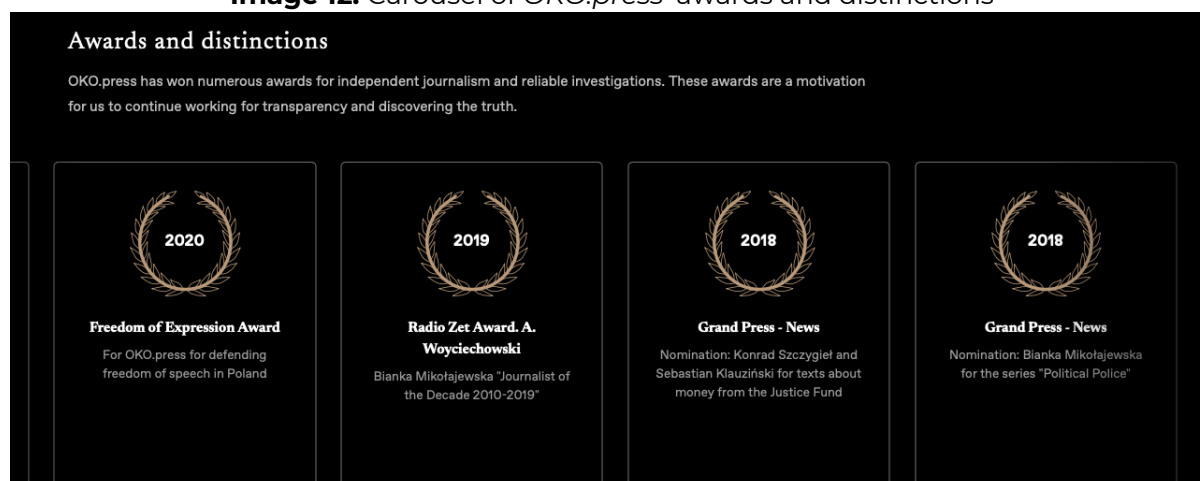 Image 12. Carousel of OKO.press' awards and distinctions
Awards and distinctions
OKO.press has won numerous awards for independent journalism and reliable investigations. These awards are a motivation
for us to continue working for transparency and discovering the truth.
2020
Freedom of Expression Award
For OKO.press for defending
freedom of speech in Poland
2019
Radio Zet Award. A.
Woyciechowski
Bianka Mikołajewska "Journalist of
the Decade 2010-2019"
2018
Grand Press - News
Nomination: Konrad Szczygieł and
Sebastian Klauziński for texts about
money from the Justice Fund
2018
Grand Press - News
Nomination: Bianka Mikołajewska
for the series "Political Police"